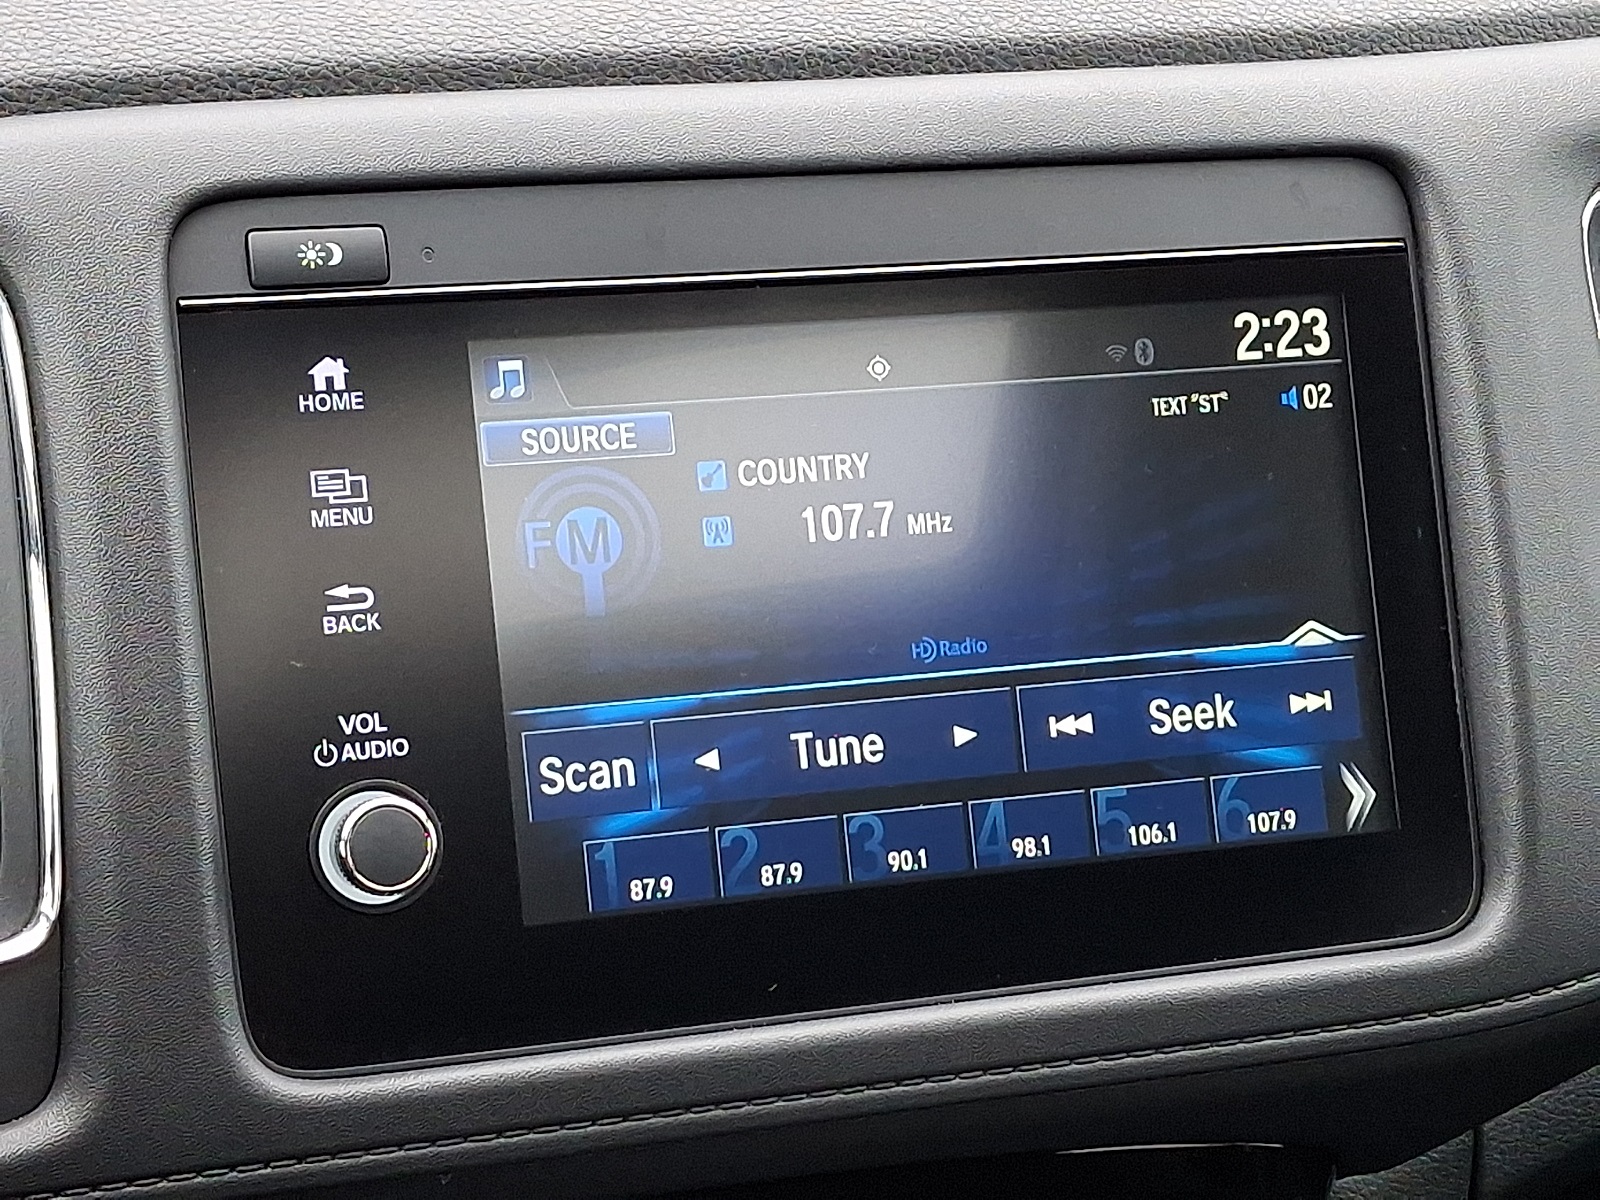 2:23
TEXT "ST" 02
SOURCE
COUNTRY
FM
107.7 MHz
HD Radio
Scan Tune Seek
1 87.9
2 87.9
3 90.1
4 98.1
5 106.1
6 107.9
HOME
MENU
BACK
VOL
AUDIO